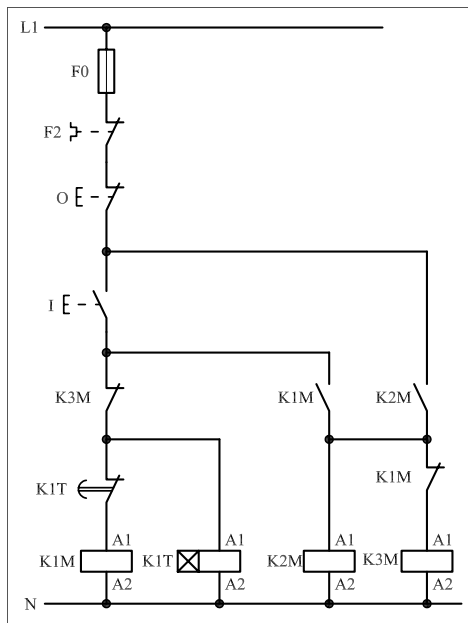 L1
F0
F2
O
I
K3M K1M K2M
K1T K1M
A1 A1 A1 A1
K1M K1T K2M K3M
A2 A2 A2 A2
N